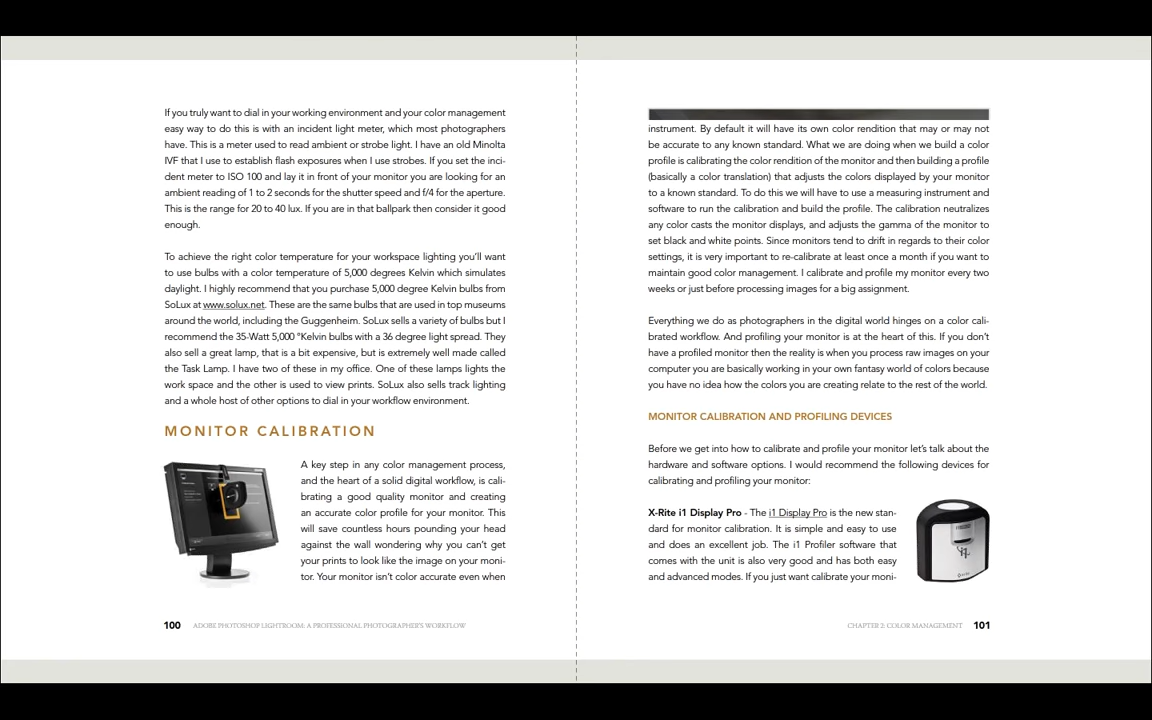 If you truly want to dial in your working environment and your color management
easy way to do this is with an incident light meter, which most photographers
have. This is a meter used to read ambient or strobe light. I have an old Minolta
IVF that I use to establish flash exposures when I use strobes. If you set the inci-
dent meter to ISO 100 and lay it in front of your monitor you are looking for an
ambient reading of 1 to 2 seconds for the shutter speed and f/4 for the aperture.
This is the range for 20 to 40 lux. If you are in that ballpark then consider it good
enough.
To achieve the right color temperature for your workspace lighting you'll want
to use bulbs with a color temperature of 5,000 degrees Kelvin which simulates
daylight. I highly recommend that you purchase 5,000 degree Kelvin bulbs from
SoLux at www.solux.net. These are the same bulbs that are used in top museums
around the world, including the Guggenheim. SoLux sells a variety of bulbs but I
recommend the 35-Watt 5,000 °Kelvin bulbs with a 36 degree light spread. They
also sell a great lamp, that is a bit expensive, but is extremely well made called
the Task Lamp. I have two of these in my office. One of these lamps lights the
work space and the other is used to view prints. SoLux also sells track lighting
and a whole host of other options to dial in your workflow environment.
MONITOR CALIBRATION
A key step in any color management process,
and the heart of a solid digital workflow, is cali-
brating a good quality monitor and creating
an accurate color profile for your monitor. This
will save countless hours pounding your head
against the wall wondering why you can't get
your prints to look like the image on your moni-
tor. Your monitor isn't color accurate even when
100 ADOBE PHOTOSHOP LIGHTROOM: A PROFESSIONAL PHOTOGRAPHER'S WORKFLOW
instrument. By default it will have its own color rendition that may or may not
be accurate to any known standard. What we are doing when we build a color
profile is calibrating the color rendition of the monitor and then building a profile
(basically a color translation) that adjusts the colors displayed by your monitor
to a known standard. To do this we will have to use a measuring instrument and
software to run the calibration and build the profile. The calibration neutralizes
any color casts the monitor displays, and adjusts the gamma of the monitor to
set black and white points. Since monitors tend to drift in regards to their color
settings, it is very important to re-calibrate at least once a month if you want to
maintain good color management. I calibrate and profile my monitor every two
weeks or just before processing images for a big assignment.
Everything we do as photographers in the digital world hinges on a color cali-
brated workflow. And profiling your monitor is at the heart of this. If you don't
have a profiled monitor then the reality is when you process raw images on your
computer you are basically working in your own fantasy world of colors because
you have no idea how the colors you are creating relate to the rest of the world.
MONITOR CALIBRATION AND PROFILING DEVICES
Before we get into how to calibrate and profile your monitor let's talk about the
hardware and software options. I would recommend the following devices for
calibrating and profiling your monitor:
X-Rite i1 Display Pro - The i1 Display Pro is the new stan-
dard for monitor calibration. It is simple and easy to use
and does an excellent job. The i1 Profiler software that
comes with the unit is also very good and has both easy
and advanced modes. If you just want calibrate your moni-
CHAPTER 2: COLOR MANAGEMENT 101